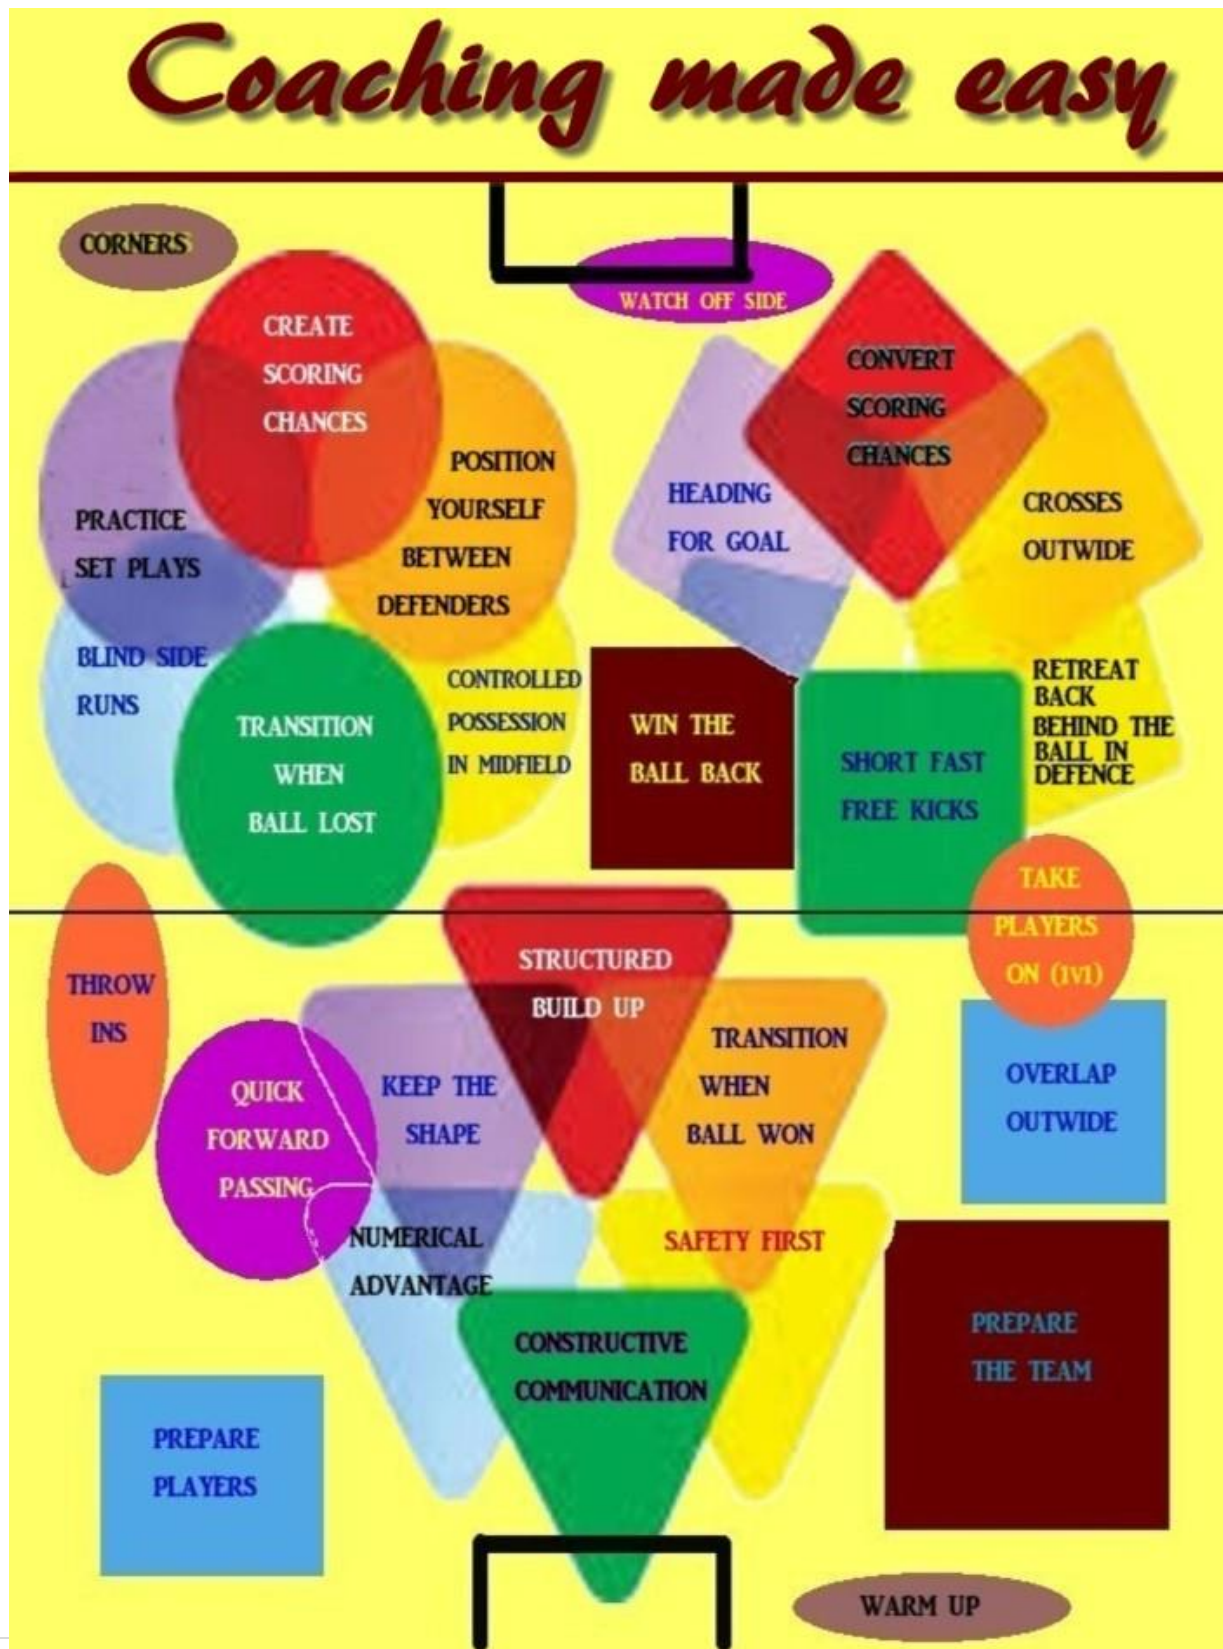 Coaching made easy
CORNERS
WATCH OFF SIDE
CREATE
SCORING
CHANCES
CONVERT
SCORING
CHANCES
POSITION
YOURSELF
BETWEEN
DEFENDERS
PRACTICE
SET PLAYS
HEADING
FOR GOAL
CROSSES
OUTWIDE
BLIND SIDE
RUNS
TRANSITION
WHEN
BALL LOST
CONTROLLED
POSSESSION
IN MIDFIELD
WIN THE
BALL BACK
SHORT FAST
FREE KICKS
RETREAT
BACK
BEHIND THE
BALL IN
DEFENCE
TAKE
PLAYERS
ON (1V1)
THROW
INS
STRUCTURED
BUILD UP
QUICK
FORWARD
PASSING
KEEP THE
SHAPE
TRANSITION
WHEN
BALL WON
OVERLAP
OUTWIDE
NUMERICAL
ADVANTAGE
SAFETY FIRST
CONSTRUCTIVE
COMMUNICATION
PREPARE
THE TEAM
PREPARE
PLAYERS
WARM UP